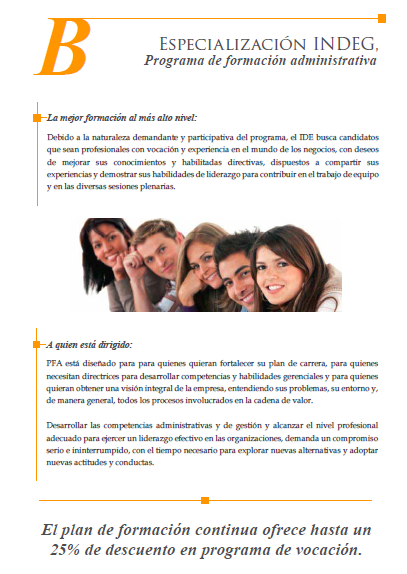 B
ESPECIALIZACIÓN INDEG,
Programa de formación administrativa
La mejor formación al más alto nivel:
Debido a la naturaleza demandante y participativa del programa, el IDE busca candidatos
que sean profesionales con vocación y experiencia en el mundo de los negocios, con deseos
de mejorar sus conocimientos y habilitadas directivas, dispuestos a compartir sus
experiencias y demostrar sus habilidades de liderazgo para contribuir en el trabajo de equipo
y en las diversas sesiones plenarias.
A quien está dirigido:
PFA está diseñado para para quienes quieran fortalecer su plan de carrera, para quienes
necesitan directrices para desarrollar competencias y habilidades gerenciales y para quienes
quieran obtener una visión integral de la empresa, entendiendo sus problemas, su entorno y,
de manera general, todos los procesos involucrados en la cadena de valor.
Desarrollar las competencias administrativas y de gestión y alcanzar el nivel profesional
adecuado para ejercer un liderazgo efectivo en las organizaciones, demanda un compromiso
serio e ininterrumpido, con el tiempo necesario para explorar nuevas alternativas y adoptar
nuevas actitudes y conductas.
El plan de formación continua ofrece hasta un
25% de descuento en programa de vocación.